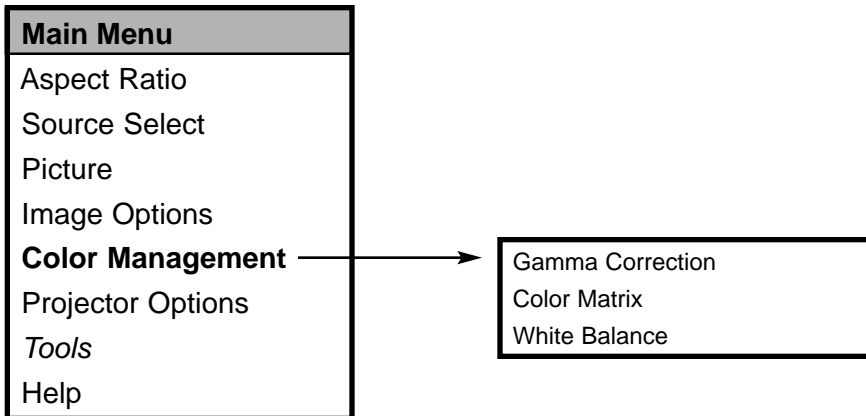 Main Menu
Aspect Ratio
Source Select
Picture
Image Options
Color Management
Projector Options
Tools
Help
Gamma Correction
Color Matrix
White Balance